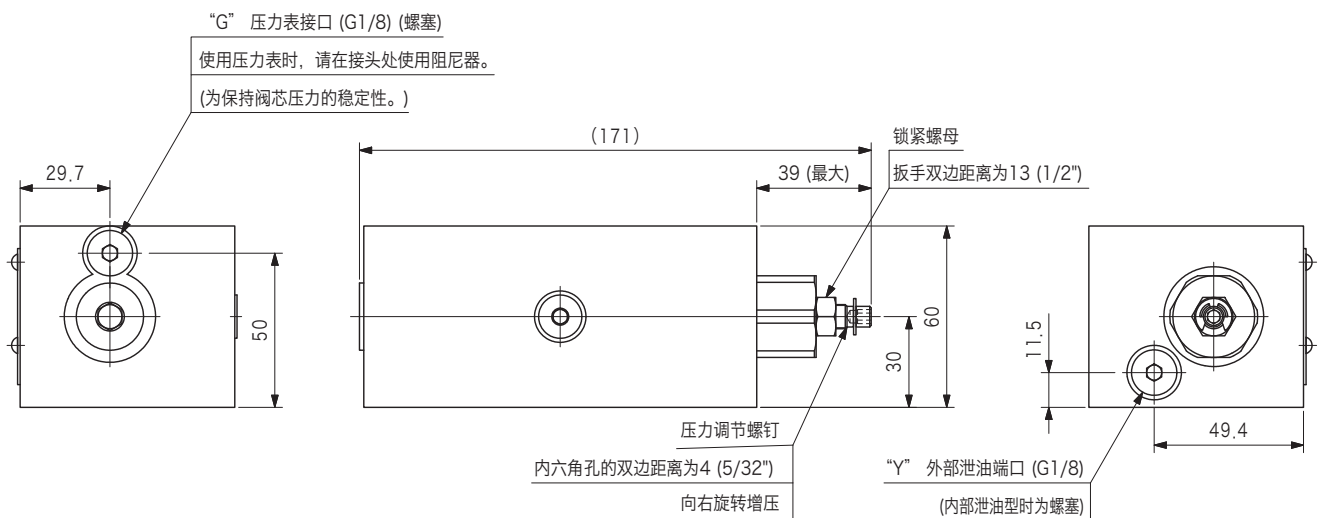 “G” 压力表接口 (G1/8) (螺塞)
使用压力表时，请在接头处使用阻尼器。
(为保持阀芯压力的稳定性。)
29.7
50
(171)
39 (最大)
锁紧螺母
扳手双边距离为13 (1/2")
60
30
压力调节螺钉
内六角孔的双边距离为4 (5/32")
向右旋转增压
11.5
49.4
“Y” 外部泄油端口 (G1/8)
(内部泄油型时为螺塞)